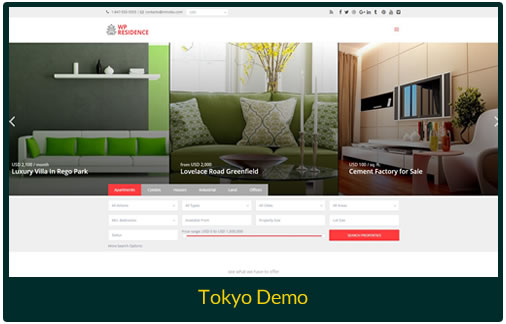 WP
RESIDENCE
USD 2,100 / month
Luxury Villa in Rego Park
from USD 2,000
Lovelace Road Greenfield
USD 100 / sq. ft.
Cement Factory for Sale
Apartments Condos Houses Industrial Land Offices
All Actions All Types All Cities All Areas
Available From Property Size Lot Size
Status Price range: USD 0 to USD 1,000,000 SEARCH PROPERTIES
More Search Options
see what we have to offer
Tokyo Demo